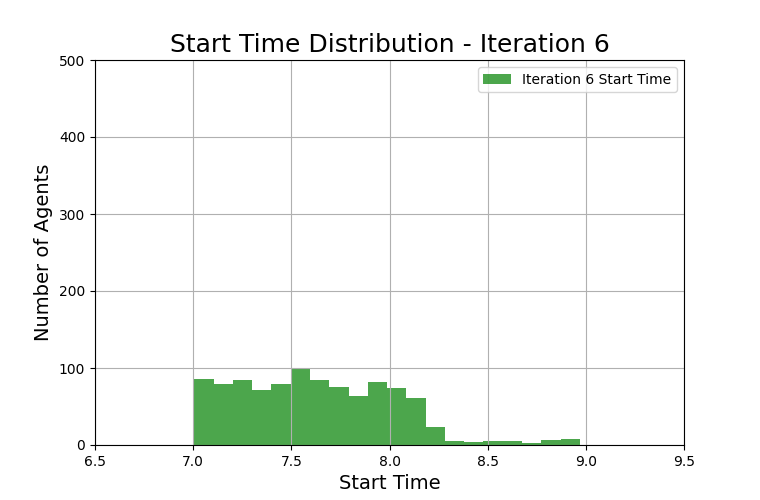 Start Time Distribution - Iteration 6
Iteration 6 Start Time
Number of Agents
500
400
300
200
100
0
6.5 7.0 7.5 8.0 8.5 9.0 9.5
Start Time